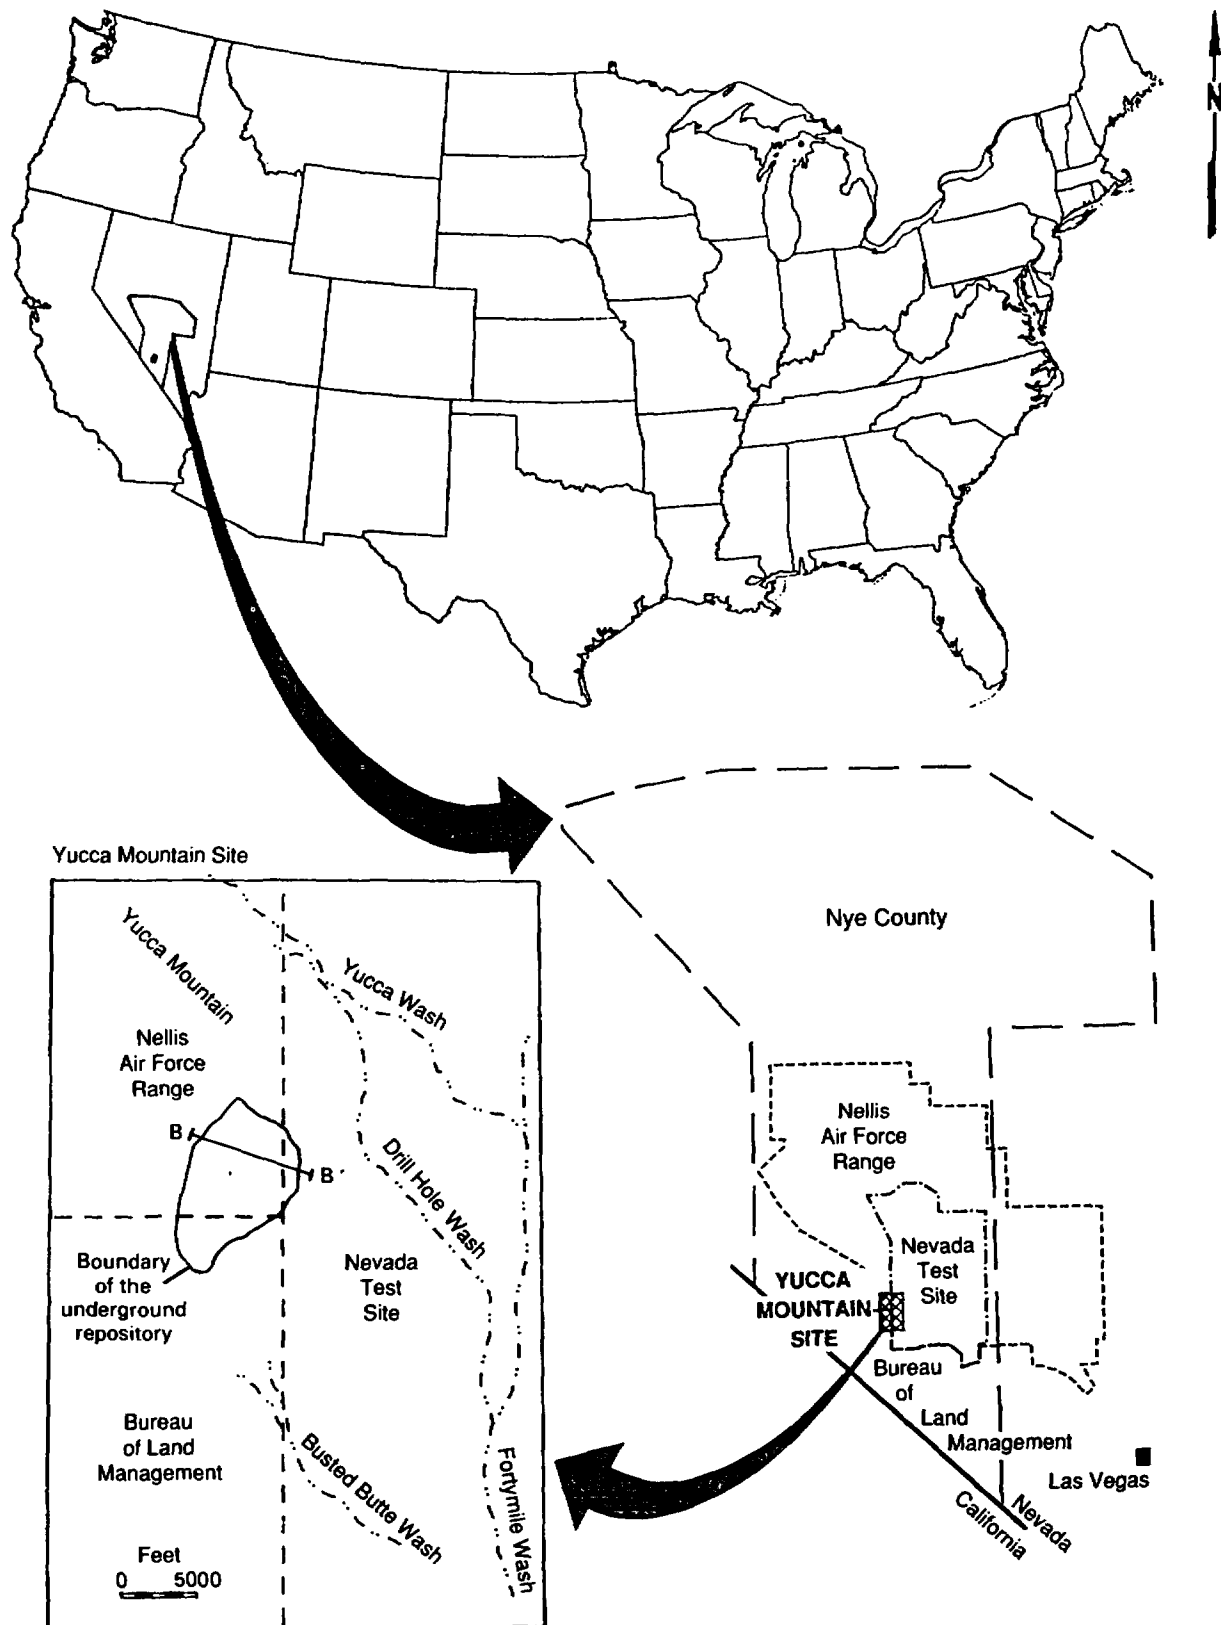 N
Yucca Mountain Site
Yucca Mountain
Nellis
Air Force
Range
Yucca Wash
B
B'
Drill Hole Wash
Boundary
of the
underground
repository
Nevada
Test
Site
Bureau
of Land
Management
Busted Butte Wash
Fortymile Wash
Feet
0 5000
Nye County
Nellis
Air Force
Range
Nevada
Test
Site
YUCCA
MOUNTAIN
SITE
Bureau
of
Land
Management
Las Vegas
Nevada
California